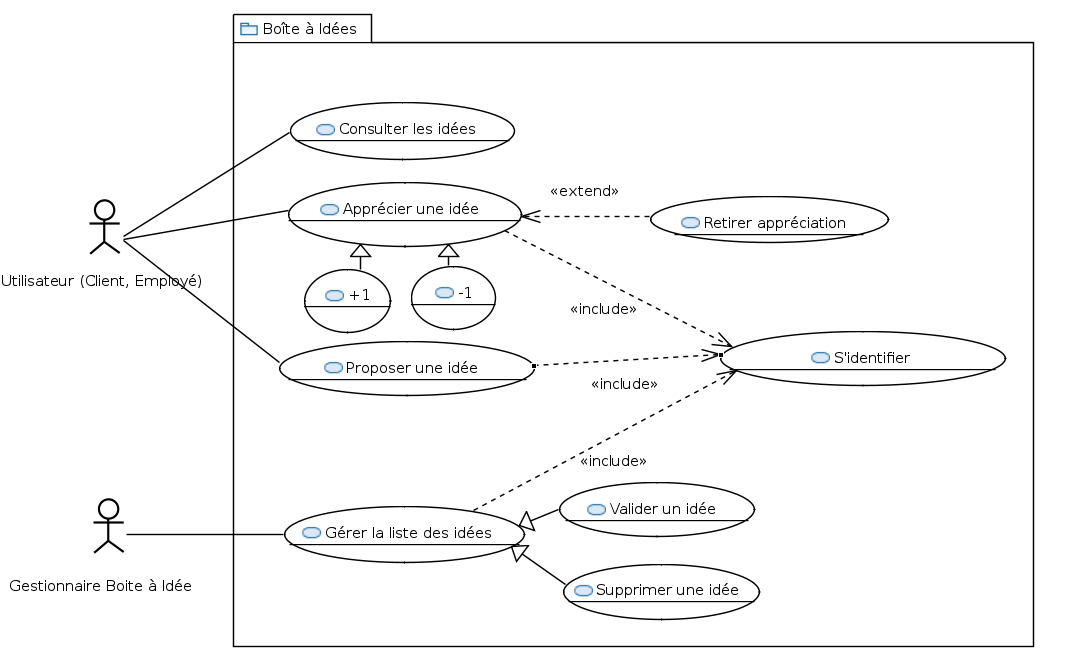 Boîte à Idées
Consulter les idées
«extend»
Apprécier une idée
Retirer appréciation
Utilisateur (Client, Employé)
+1
-1
«include»
S'identifier
Proposer une idée
«include»
«include»
Valider un idée
Gérer la liste des idées
Gestionnaire Boite à Idée
Supprimer une idée